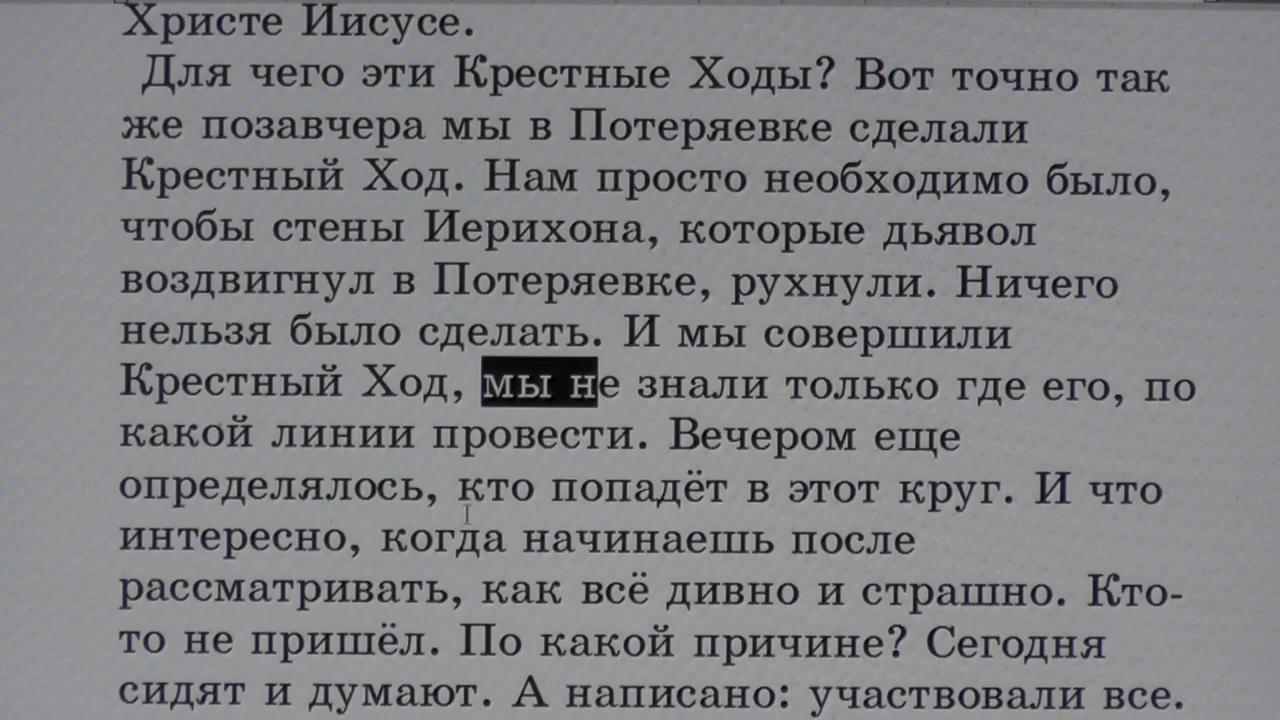 Христе Иисусе.
Для чего эти Крестные Ходы? Вот точно так
же позавчера мы в Потеряевке сделали
Крестный Ход. Нам просто необходимо было,
чтобы стены Иерихона, которые дьявол
воздвигнул в Потеряевке, рухнули. Ничего
нельзя было сделать. И мы совершили
Крестный Ход, мы не знали только где его, по
какой линии провести. Вечером еще
определялось, кто попадёт в этот круг. И что
интересно, когда начинаешь после
рассматривать, как всё дивно и страшно. Кто-
то не пришёл. По какой причине? Сегодня
сидят и думают. А написано: участвовали все.